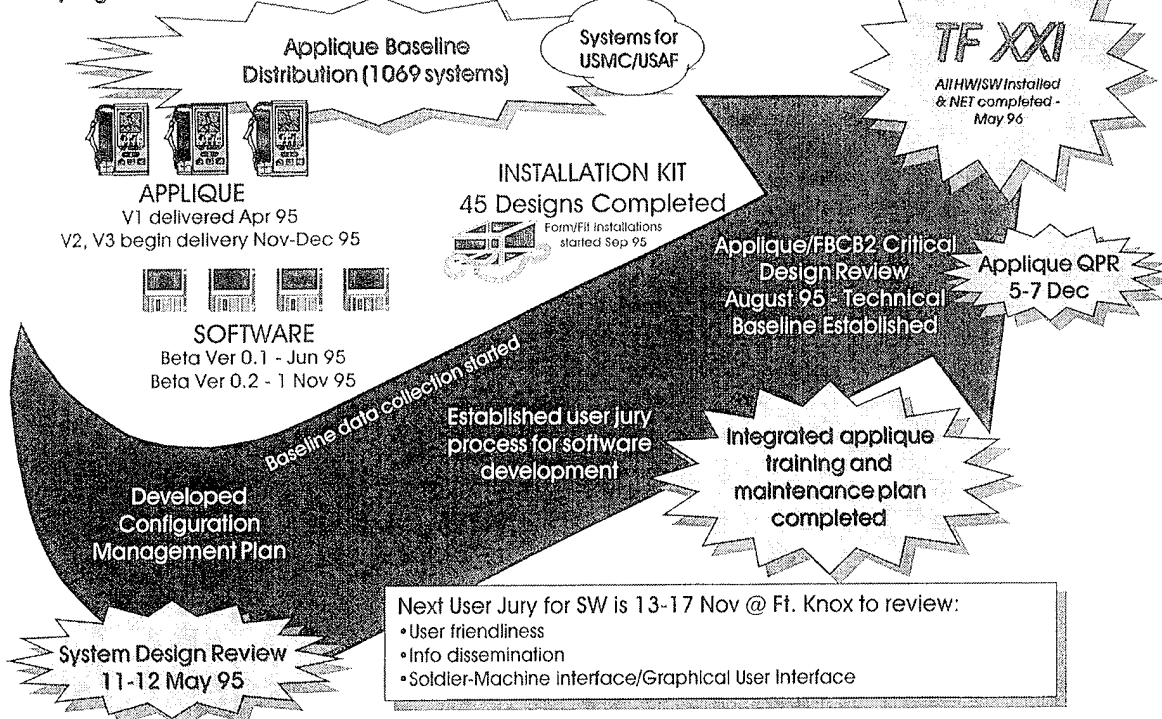 Applique Baseline
Distribution (1069 systems)
Systems for
USMC/USAF
TF XXI
All HW/SW Installed
& NET completed -
May 96
APPLIQUE
V1 delivered Apr 95
V2, V3 begin delivery Nov-Dec 95
INSTALLATION KIT
45 Designs Completed
Form/Fit Installations
started Sep 95
SOFTWARE
Beta Ver 0.1 - Jun 95
Beta Ver 0.2 - 1 Nov 95
Applique/FBCB2 Critical
Design Review
August 95 - Technical
Baseline Established
Applique QPR
5-7 Dec
Baseline data collection started
Established user jury
process for software
development
Integrated applique
training and
maintenance plan
completed
Developed
Configuration
Management Plan
System Design Review
11-12 May 95
Next User Jury for SW is 13-17 Nov @ Ft. Knox to review:
• User friendliness
• Info dissemination
• Soldier-Machine interface/Graphical User Interface